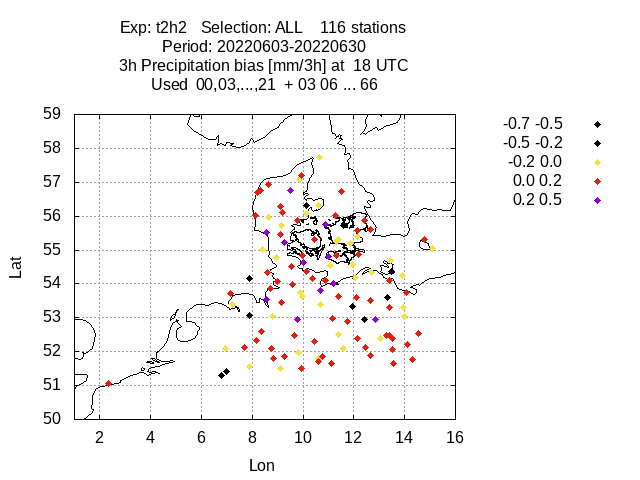 Exp: t2h2   Selection: ALL    116 stations
Period: 20220603-20220630
3h Precipitation bias [mm/3h] at  18 UTC
Used  00,03,...,21  + 03 06 ... 66
59
58
57
56
55
54
53
52
51
50
Lat
2 4 6 8 10 12 14 16
Lon
-0.7 -0.5
-0.5 -0.2
-0.2 0.0
0.0 0.2
0.2 0.5